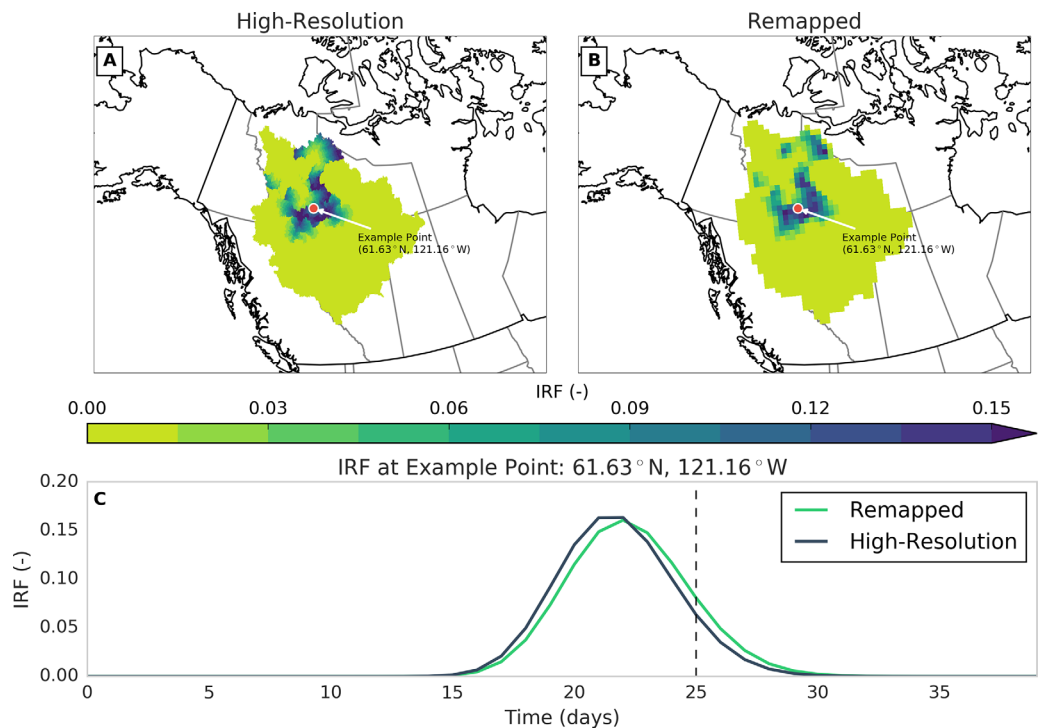 High-Resolution
Remapped
A
B
Example Point
(61.63°N, 121.16°W)
Example Point
(61.63°N, 121.16°W)
IRF (-)
0.00 0.03 0.06 0.09 0.12 0.15
IRF at Example Point: 61.63°N, 121.16°W
C
0.20
0.15
0.10
0.05
0.00
IRF (-)
Remapped
High-Resolution
0 5 10 15 20 25 30 35
Time (days)